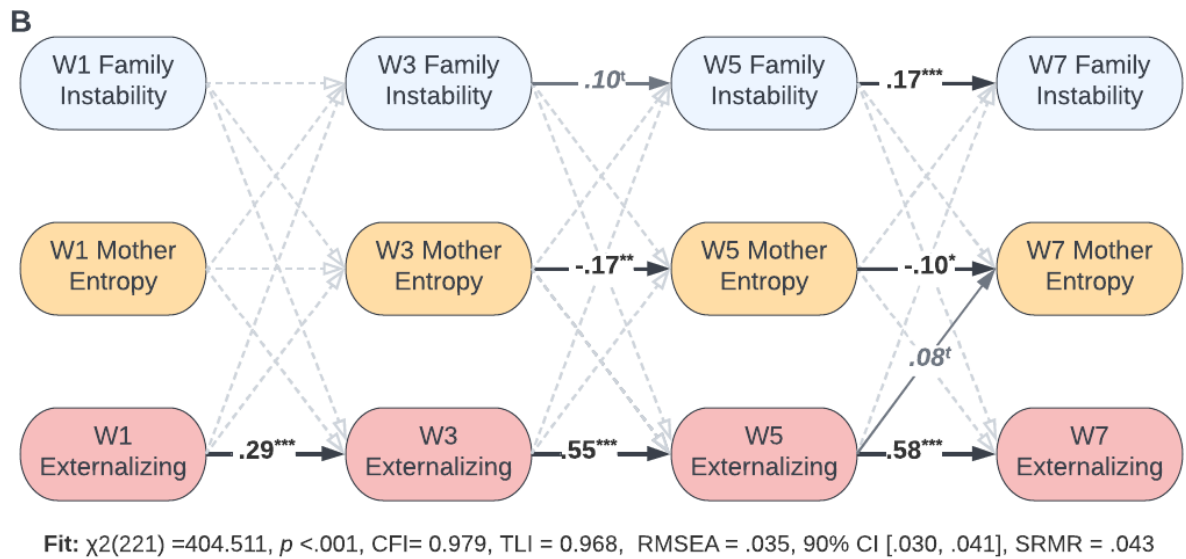 B
W1 Family
Instability
W3 Family
Instability
.10ᵗ
W5 Family
Instability
.17***
W7 Family
Instability
W1 Mother
Entropy
W3 Mother
Entropy
-.17**
W5 Mother
Entropy
-.10*
W7 Mother
Entropy
.08ᵗ
W1
Externalizing
.29***
W3
Externalizing
.55***
W5
Externalizing
.58***
W7
Externalizing
Fit: χ2(221) =404.511, p <.001, CFI= 0.979, TLI = 0.968, RMSEA = .035, 90% CI [.030, .041], SRMR = .043